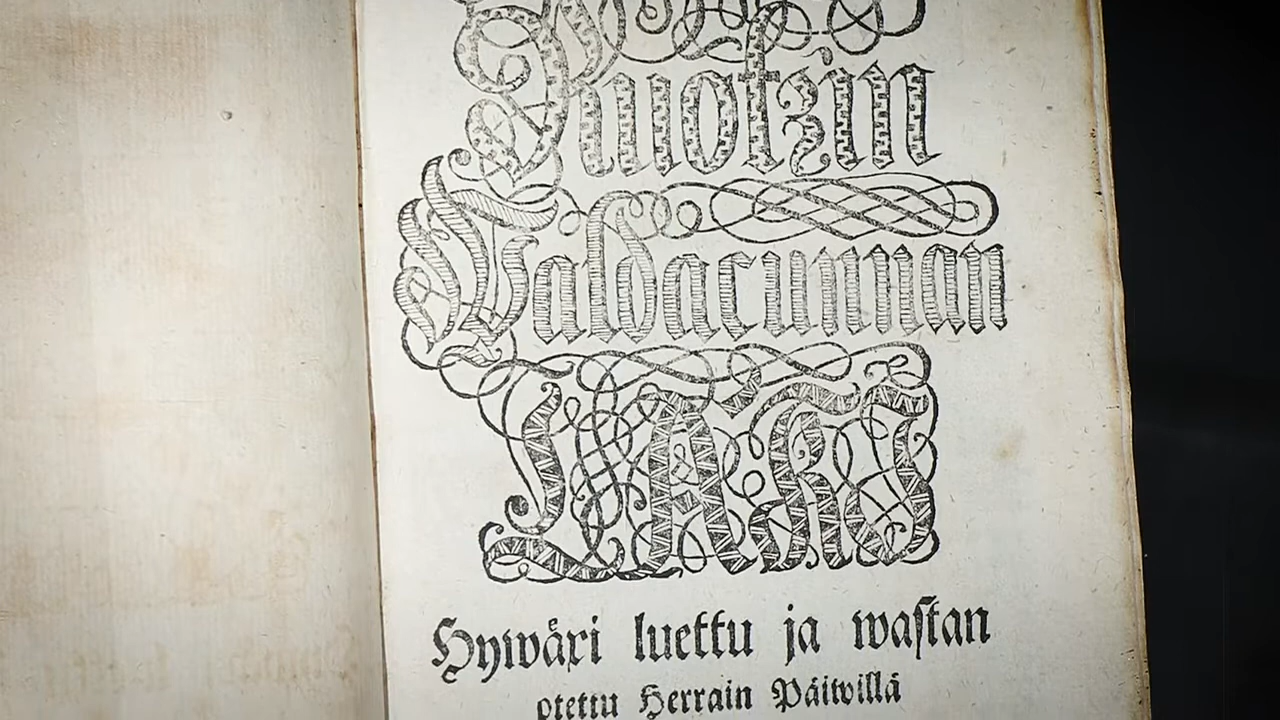 Ruotzin
Waldacunnan
LAKI
Hywäxi luettu ja wastan
otettu Herrain Päiwillä